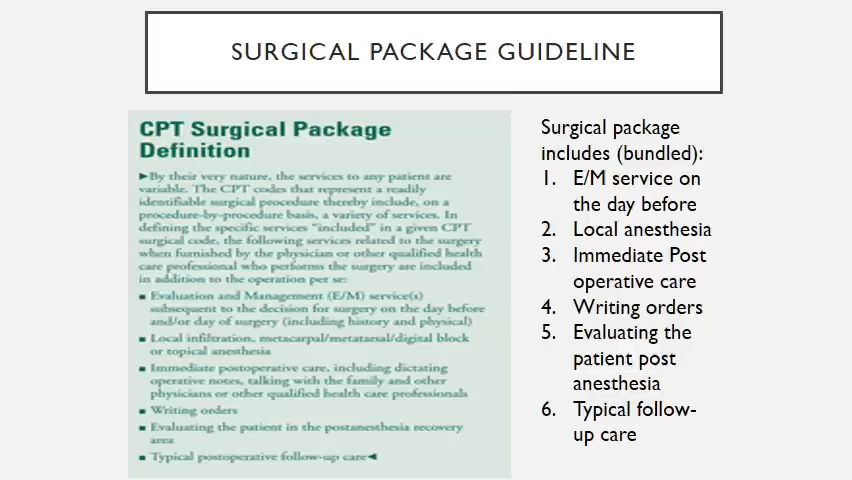 SURGICAL PACKAGE GUIDELINE
CPT Surgical Package
Definition
►By their very nature, the services to any patient are
variable. The CPT codes that represent a readily
identifiable surgical procedure thereby include, on a
procedure-by-procedure basis, a variety of services. In
defining the specific services "included" in a given CPT
surgical code, the following services related to the surgery
when furnished by the physician or other qualified health
care professional who performs the surgery are included
in addition to the operation per se:
■ Evaluation and Management (E/M) service(s)
subsequent to the decision for surgery on the day before
and/or day of surgery (including history and physical)
■ Local infiltration, metacarpal/metatarsal/digital block
or topical anesthesia
■ Immediate postoperative care, including dictating
operative notes, talking with the family and other
physicians or other qualified health care professionals
■ Writing orders
■ Evaluating the patient in the postanesthesia recovery
area
■ Typical postoperative follow-up care◄
Surgical package
includes (bundled):
1. E/M service on
the day before
2. Local anesthesia
3. Immediate Post
operative care
4. Writing orders
5. Evaluating the
patient post
anesthesia
6. Typical follow-
up care